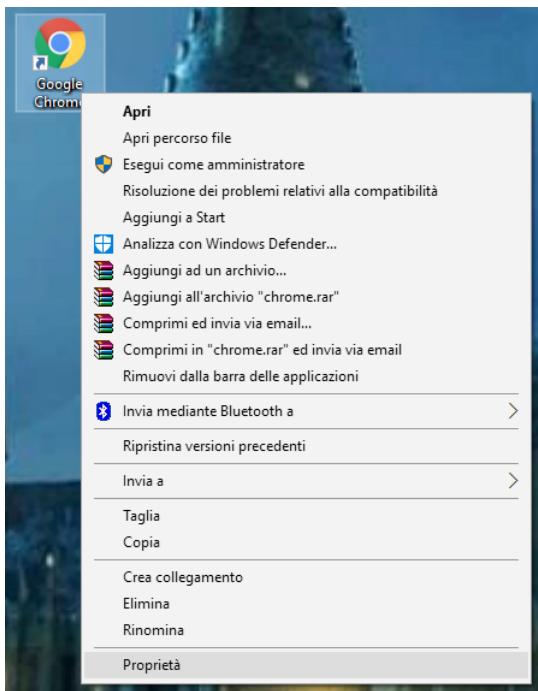 Google
Chrome
Apri
Apri percorso file
Esegui come amministratore
Risoluzione dei problemi relativi alla compatibilità
Aggiungi a Start
Analizza con Windows Defender...
Aggiungi ad un archivio...
Aggiungi all'archivio "chrome.rar"
Comprimi ed invia via email...
Comprimi in "chrome.rar" ed invia via email
Rimuovi dalla barra delle applicazioni
Invia mediante Bluetooth a
Ripristina versioni precedenti
Invia a
Taglia
Copia
Crea collegamento
Elimina
Rinomina
Proprietà